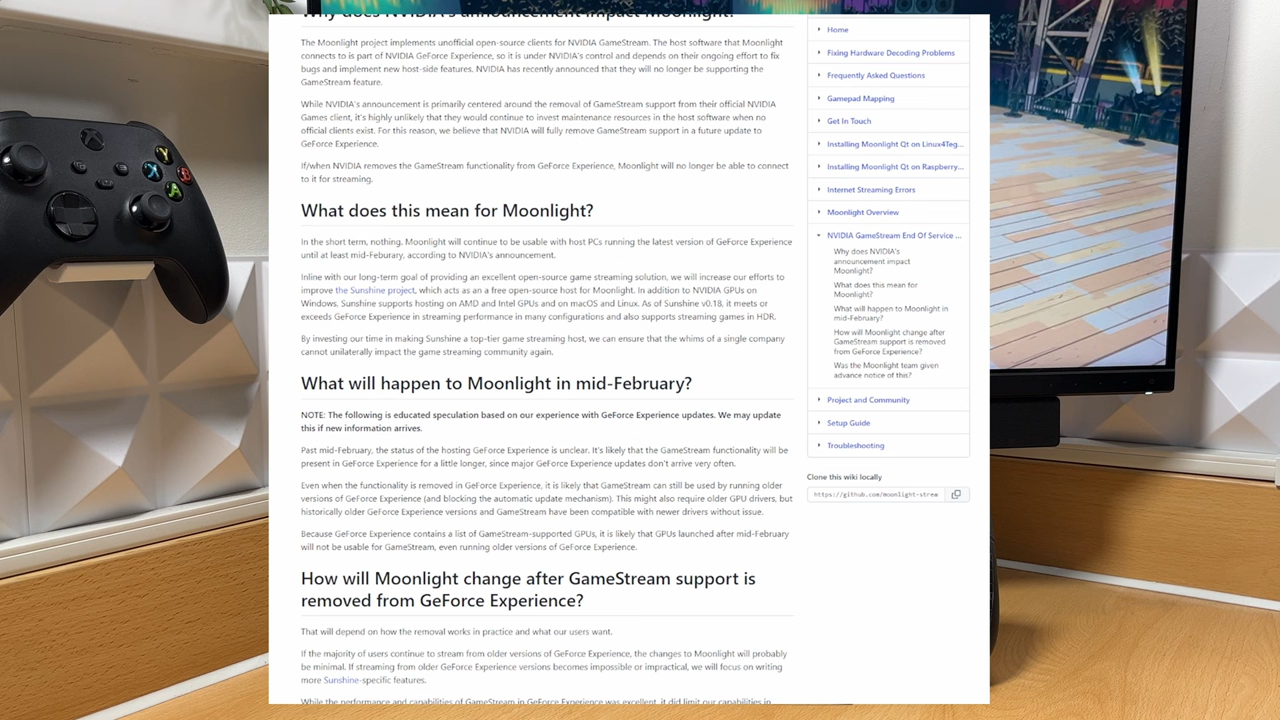 Why does NVIDIA's announcement impact Moonlight?
The Moonlight project implements unofficial open-source clients for NVIDIA GameStream. The host software that Moonlight
connects to is part of NVIDIA GeForce Experience, so it is under NVIDIA's control and depends on their ongoing effort to fix
bugs and implement new host-side features. NVIDIA has recently announced that they will no longer be supporting the
GameStream feature.
While NVIDIA's announcement is primarily centered around the removal of GameStream support from their official NVIDIA
Games client, it's highly unlikely that they would continue to invest maintenance resources in the host software when no
official clients exist. For this reason, we believe that NVIDIA will fully remove GameStream support in a future update to
GeForce Experience.
If/when NVIDIA removes the GameStream functionality from GeForce Experience, Moonlight will no longer be able to connect
to it for streaming.
What does this mean for Moonlight?
In the short term, nothing. Moonlight will continue to be usable with host PCs running the latest version of GeForce Experience
until at least mid-Feburary, according to NVIDIA's announcement.
Inline with our long-term goal of providing an excellent open-source game streaming solution, we will increase our efforts to
improve the Sunshine project, which acts as an a free open-source host for Moonlight. In addition to NVIDIA GPUs on
Windows, Sunshine supports hosting on AMD and Intel GPUs and on macOS and Linux. As of Sunshine v0.18, it meets or
exceeds GeForce Experience in streaming performance in many configurations and also supports streaming games in HDR.
By investing our time in making Sunshine a top-tier game streaming host, we can ensure that the whims of a single company
cannot unilaterally impact the game streaming community again.
What will happen to Moonlight in mid-February?
NOTE: The following is educated speculation based on our experience with GeForce Experience updates. We may update
this if new information arrives.
Past mid-February, the status of the hosting GeForce Experience is unclear. It's likely that the GameStream functionality will be
present in GeForce Experience for a little longer, since major GeForce Experience updates don't arrive very often.
Even when the functionality is removed in GeForce Experience, it is likely that GameStream can still be used by running older
versions of GeForce Experience (and blocking the automatic update mechanism). This might also require older GPU drivers, but
historically older GeForce Experience versions and GameStream have been compatible with newer drivers without issue.
Because GeForce Experience contains a list of GameStream-supported GPUs, it is likely that GPUs launched after mid-February
will not be usable for GameStream, even running older versions of GeForce Experience.
How will Moonlight change after GameStream support is
removed from GeForce Experience?
That will depend on how the removal works in practice and what our users want.
If the majority of users continue to stream from older versions of GeForce Experience, the changes to Moonlight will probably
be minimal. If streaming from older GeForce Experience versions becomes impossible or impractical, we will focus on writing
more Sunshine-specific features.
While the performance and capabilities of GameStream in GeForce Experience was excellent, it did limit our capabilities in
Home
Fixing Hardware Decoding Problems
Frequently Asked Questions
Gamepad Mapping
Get In Touch
Installing Moonlight Qt on Linux4Teg...
Installing Moonlight Qt on Raspberry...
Internet Streaming Errors
Moonlight Overview
NVIDIA GameStream End Of Service ...
Why does NVIDIA's
announcement impact
Moonlight?
What does this mean for
Moonlight?
What will happen to Moonlight in
mid-February?
How will Moonlight change after
GameStream support is removed
from GeForce Experience?
Was the Moonlight team given
advance notice of this?
Project and Community
Setup Guide
Troubleshooting
Clone this wiki locally
https://github.com/moonlight-strea